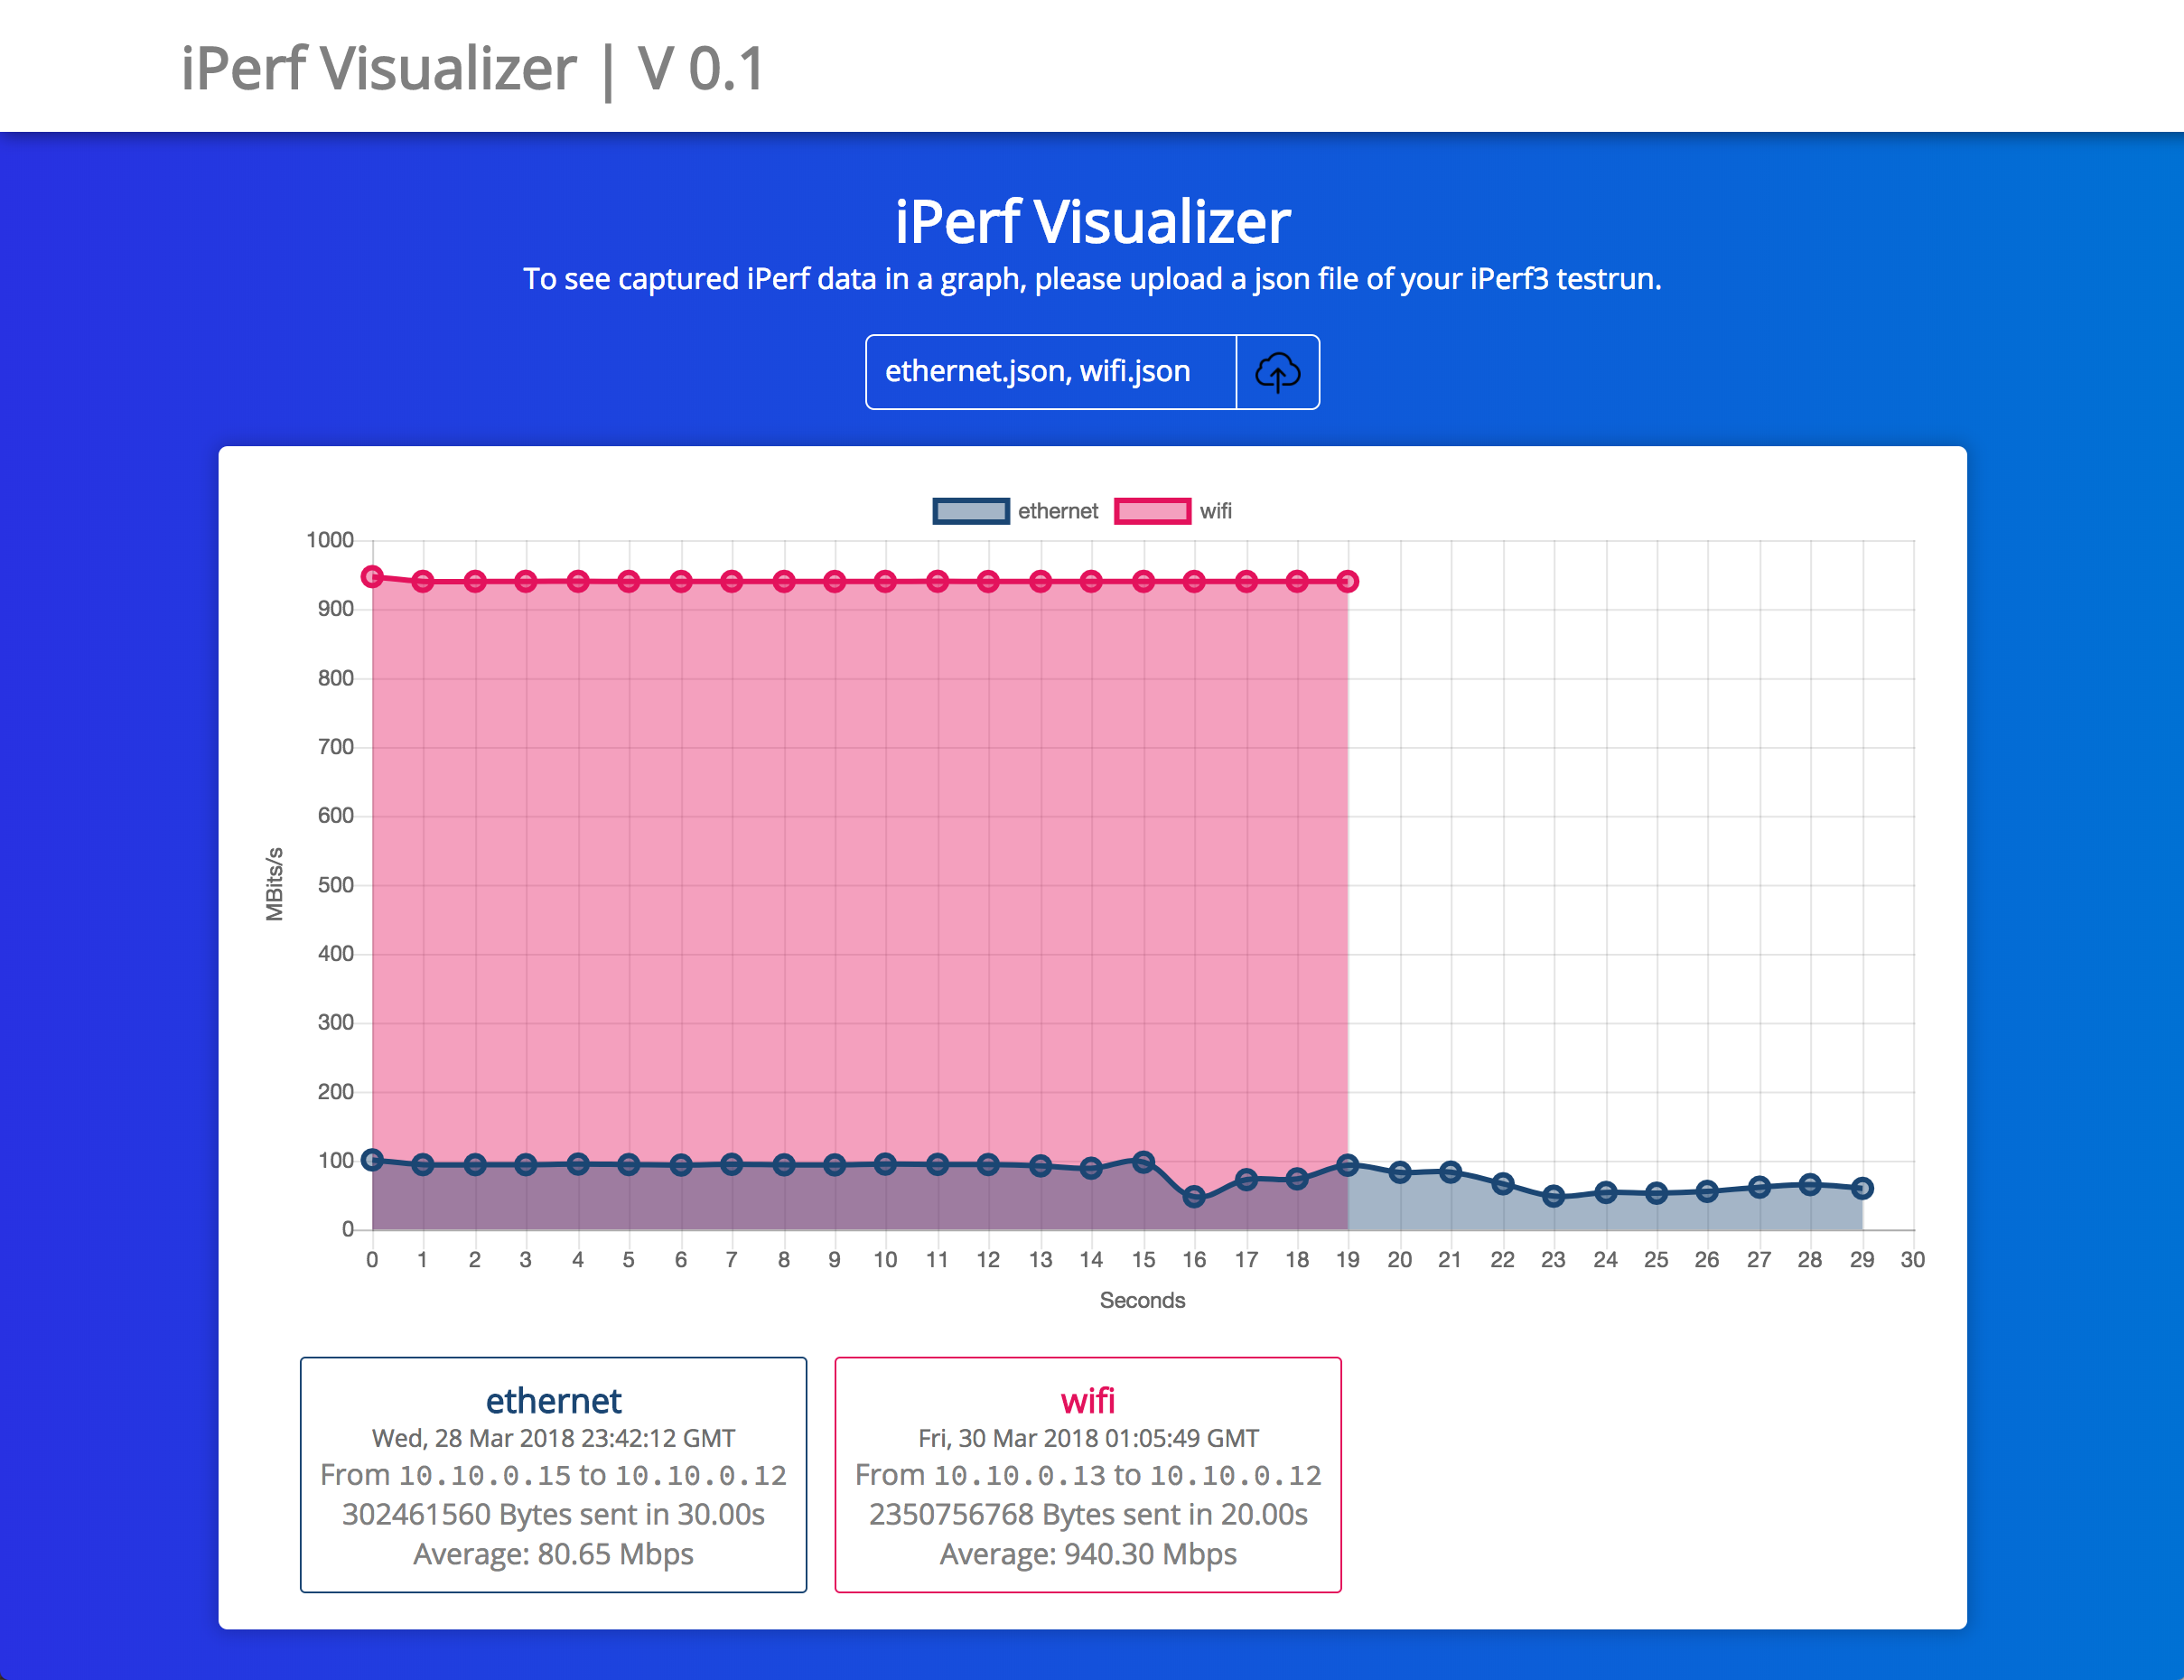 iPerf Visualizer | V 0.1
iPerf Visualizer
To see captured iPerf data in a graph, please upload a json file of your iPerf3 testrun.
ethernet.json, wifi.json
ethernet wifi
1000
900
800
700
600
500
400
300
200
100
0
MBits/s
0 1 2 3 4 5 6 7 8 9 10 11 12 13 14 15 16 17 18 19 20 21 22 23 24 25 26 27 28 29 30
Seconds
ethernet
Wed, 28 Mar 2018 23:42:12 GMT
From 10.10.0.15 to 10.10.0.12
302461560 Bytes sent in 30.00s
Average: 80.65 Mbps
wifi
Fri, 30 Mar 2018 01:05:49 GMT
From 10.10.0.13 to 10.10.0.12
2350756768 Bytes sent in 20.00s
Average: 940.30 Mbps